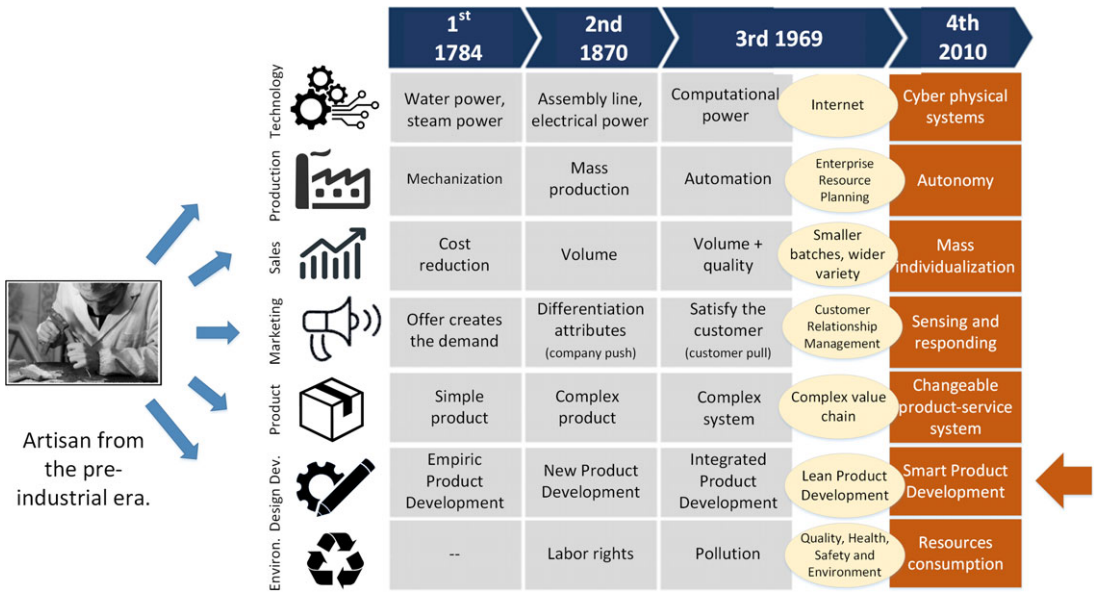 1st
1784
2nd
1870
3rd 1969
4th
2010
Technology
Water power,
steam power
Assembly line,
electrical power
Computational
power
Internet
Cyber physical
systems
Production
Mechanization
Mass
production
Automation
Enterprise
Resource
Planning
Autonomy
Sales
Cost
reduction
Volume
Volume +
quality
Smaller
batches, wider
variety
Mass
individualization
Marketing
Offer creates
the demand
Differentiation
attributes
(company push)
Satisfy the
customer
(customer pull)
Customer
Relationship
Management
Sensing and
responding
Product
Simple
product
Complex
product
Complex
system
Complex value
chain
Changeable
product-service
system
Design Dev.
Empiric
Product
Development
New Product
Development
Integrated
Product
Development
Lean Product
Development
Smart Product
Development
Environ.
--
Labor rights
Pollution
Quality, Health,
Safety and
Environment
Resources
consumption
Artisan from
the pre-
industrial era.